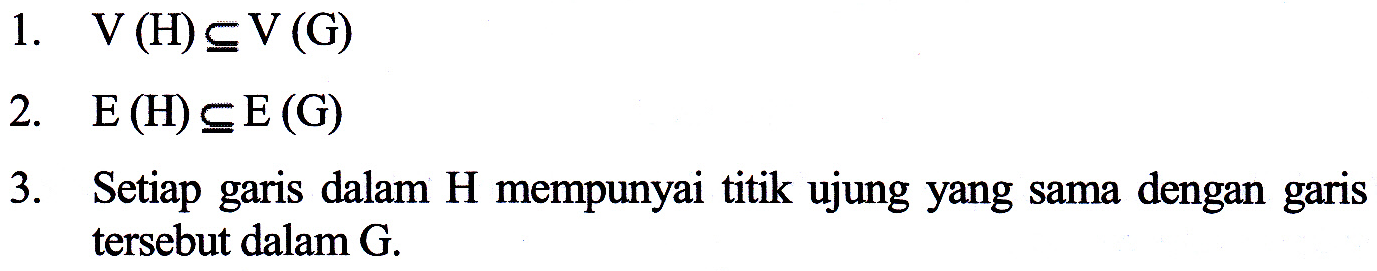 1. V (H) ⊆ V (G)
2. E (H) ⊆ E (G)
3. Setiap garis dalam H mempunyai titik ujung yang sama dengan garis
tersebut dalam G.